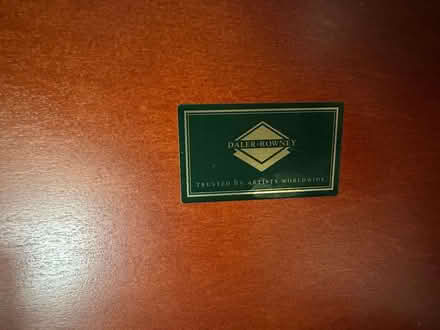 DALER-ROWNEY
TRUSTED BY ARTISTS WORLDWIDE